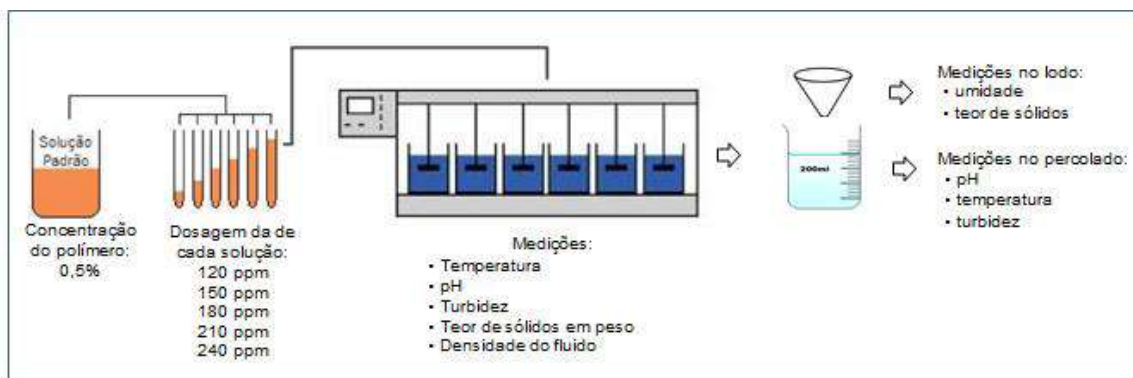 Solução
Padrão
Concentração
do polímero:
0,5%
Dosagem da de
cada solução:
120 ppm
150 ppm
180 ppm
210 ppm
240 ppm
Medições:
• Temperatura
• pH
• Turbidez
• Teor de sólidos em peso
• Densidade do fluido
200ml
Medições no lodo:
• umidade
• teor de sólidos
Medições no percolado:
• pH
• temperatura
• turbidez